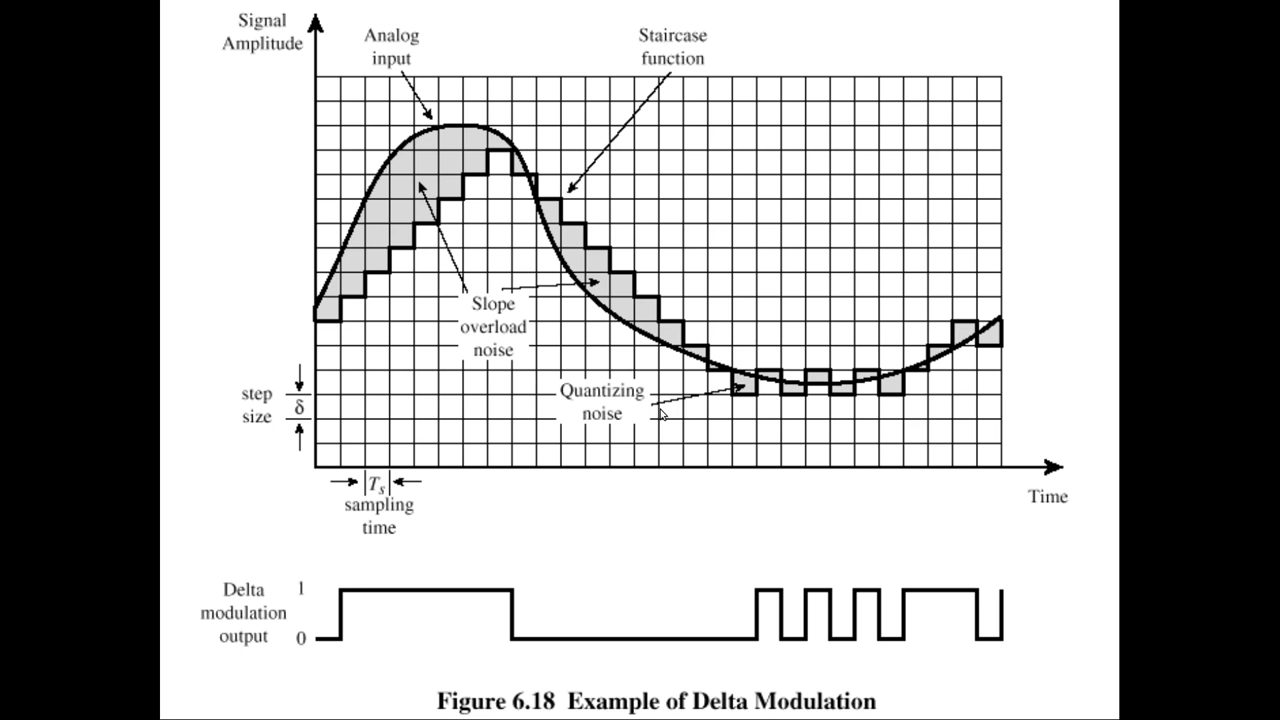 Signal
Amplitude
Analog
input
Staircase
function
Slope
overload
noise
Quantizing
noise
step
size
δ
Ts
sampling
time
Time
Delta
modulation
output
1
0
Figure 6.18 Example of Delta Modulation